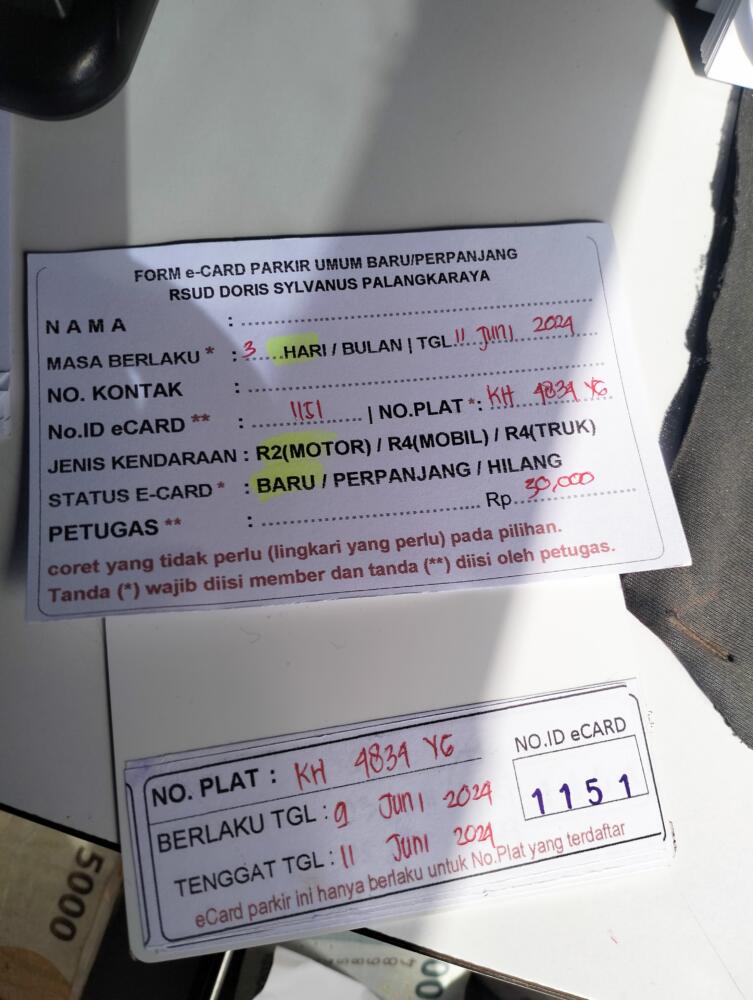 FORM e-CARD PARKIR UMUM BARU/PERPANJANG
RSUD DORIS SYLVANUS PALANGKARAYA
NAMA :
MASA BERLAKU * : 3 HARI / BULAN | TGL 11 JUNI 2024
NO. KONTAK :
No.ID eCARD ** : 1151 | NO.PLAT *: KH 4834 YG
JENIS KENDARAAN : R2(MOTOR) / R4(MOBIL) / R4(TRUK)
STATUS E-CARD * : BARU / PERPANJANG / HILANG
PETUGAS ** : Rp 30,000
coret yang tidak perlu (lingkari yang perlu) pada pilihan.
Tanda (*) wajib diisi member dan tanda (**) diisi oleh petugas.
NO. PLAT : KH 4834 YG
NO.ID eCARD
1151
BERLAKU TGL : 9 JUNI 2024
TENGGAT TGL : 11 JUNI 2024
eCard parkir ini hanya berlaku untuk No.Plat yang terdaftar
5000